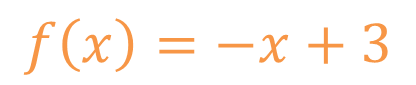 f(x) = −x + 3